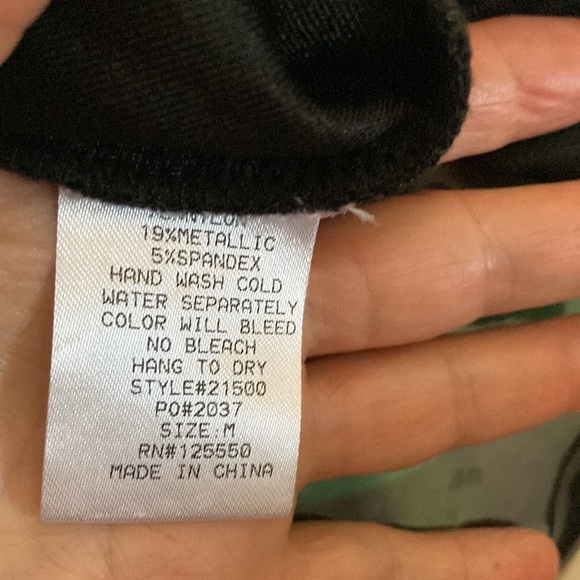 19%METALLIC
5%SPANDEX
HAND WASH COLD
WATER SEPARATELY
COLOR WILL BLEED
NO BLEACH
HANG TO DRY
STYLE#21500
PO#2037
SIZE:M
RN#125550
MADE IN CHINA